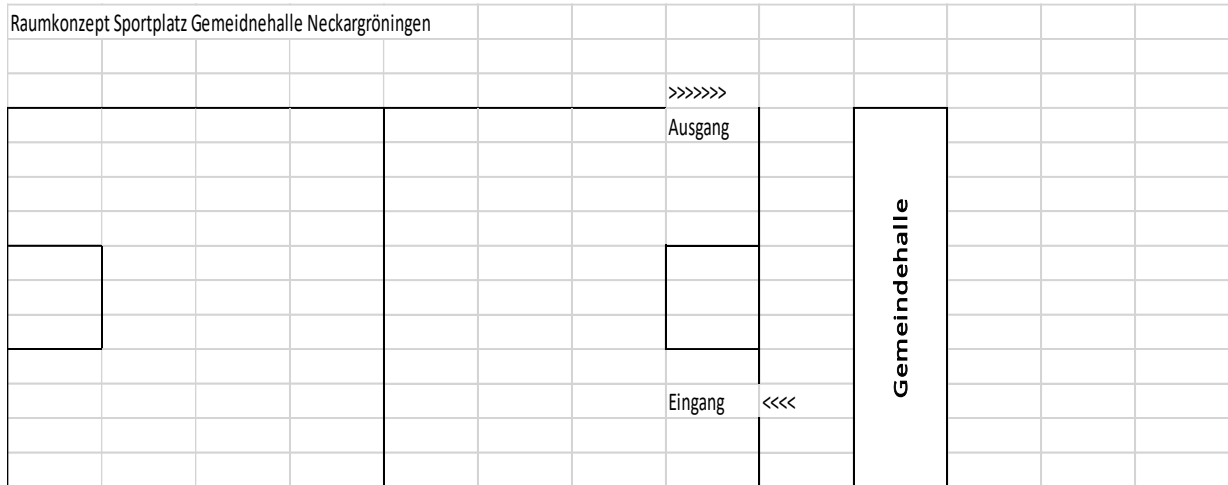 Raumkonzept Sportplatz Gemeidnehalle Neckargröningen
>>>>>>>
Ausgang
Gemeindehalle
Eingang <<<<